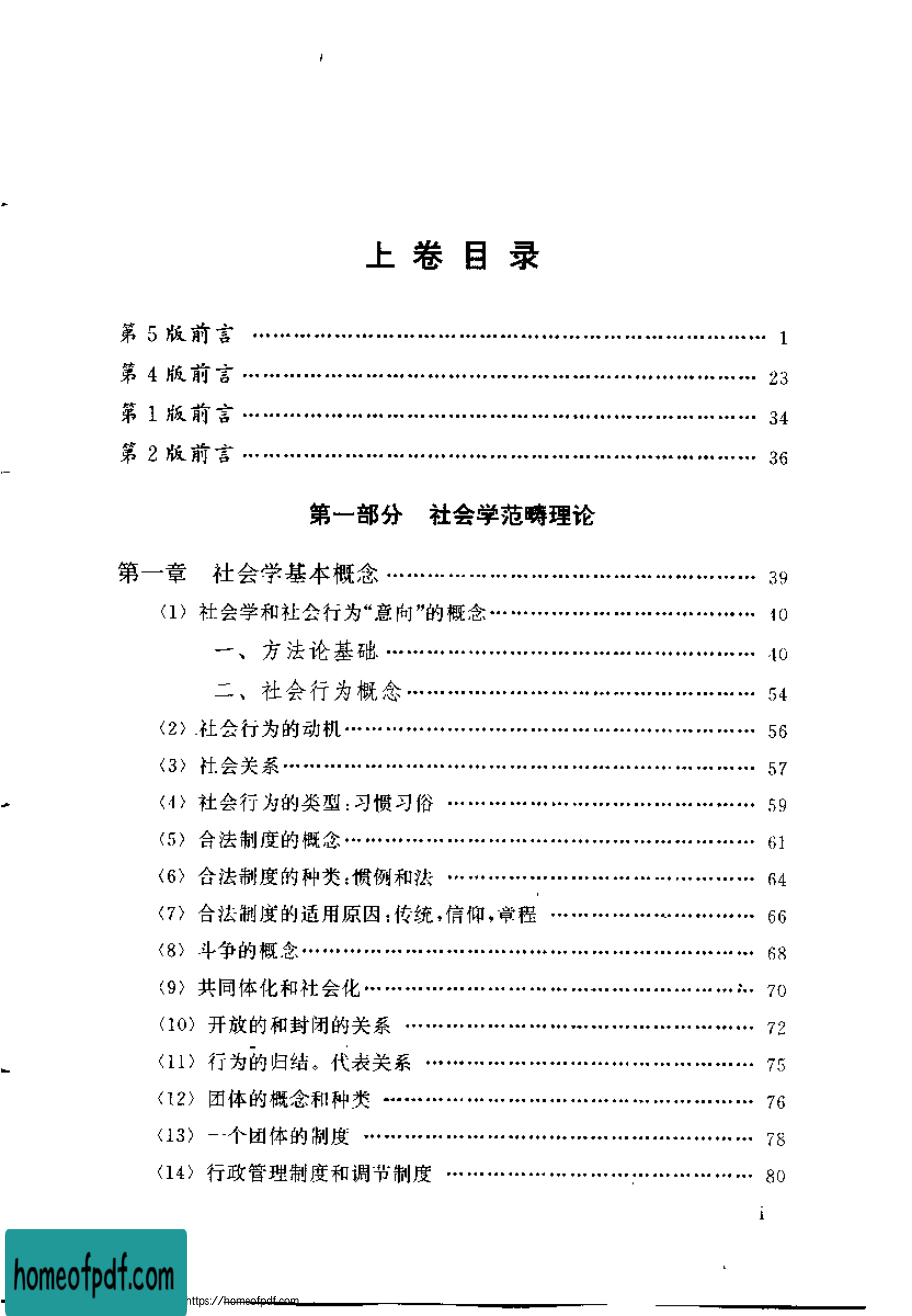 上卷目录
第5版前言 …… 1
第4版前言 …… 23
第1版前言 …… 34
第2版前言 …… 36
第一部分 社会学范畴理论
第一章 社会学基本概念 …… 39
(1) 社会学和社会行为“意向”的概念 …… 40
一、方法论基础 …… 40
二、社会行为概念 …… 54
(2) 社会行为的动机 …… 56
(3) 社会关系 …… 57
(4) 社会行为的类型:习惯习俗 …… 59
(5) 合法制度的概念 …… 61
(6) 合法制度的种类:惯例和法 …… 64
(7) 合法制度的适用原因:传统,信仰,章程 …… 66
(8) 斗争的概念 …… 68
(9) 共同体化和社会化 …… 70
(10) 开放的和封闭的关系 …… 72
(11) 行为的归结。代表关系 …… 75
(12) 团体的概念和种类 …… 76
(13) 一个团体的制度 …… 78
(14) 行政管理制度和调节制度 …… 80
i
homeofpdf.com
https://homeofpdf.com